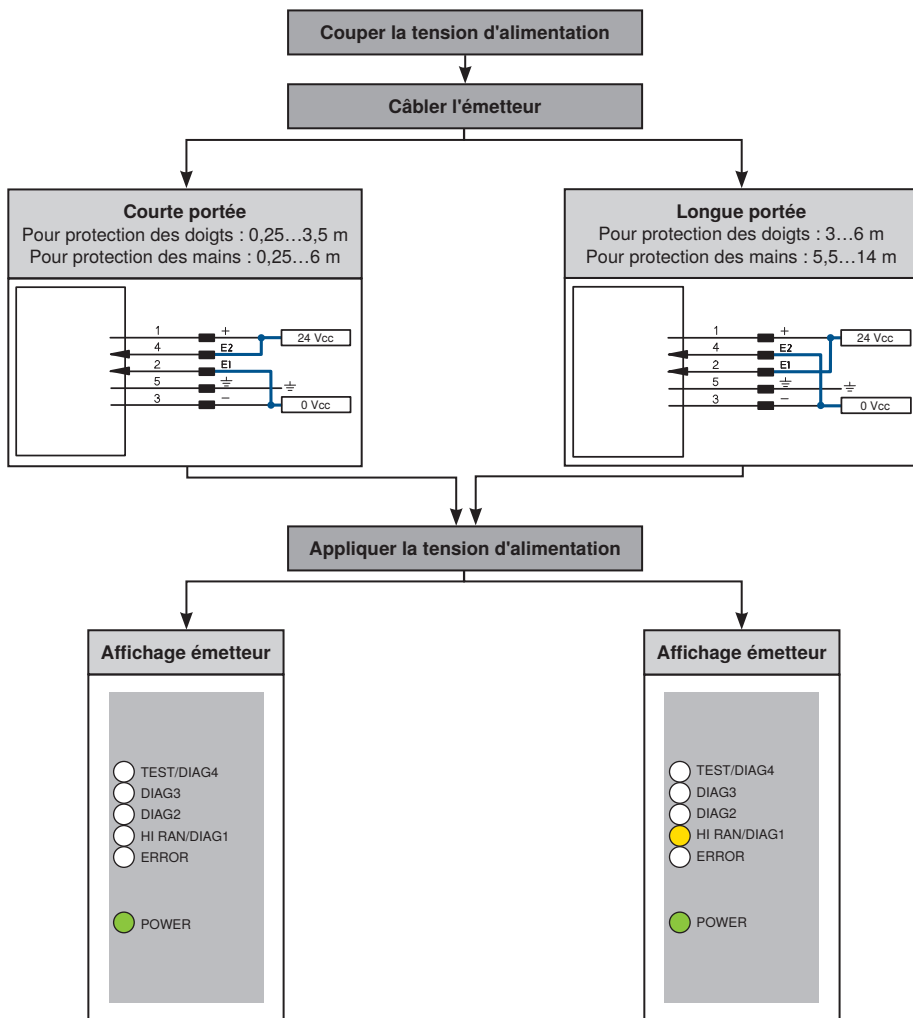 Couper la tension d'alimentation
Câbler l'émetteur
Courte portée
Pour protection des doigts : 0,25...3,5 m
Pour protection des mains : 0,25...6 m
1
+
24 Vcc
4
E2
2
E1
5
3
−
0 Vcc
Longue portée
Pour protection des doigts : 3...6 m
Pour protection des mains : 5,5...14 m
1
+
24 Vcc
4
E2
2
E1
5
3
−
0 Vcc
Appliquer la tension d'alimentation
Affichage émetteur
TEST/DIAG4
DIAG3
DIAG2
HI RAN/DIAG1
ERROR
POWER
Affichage émetteur
TEST/DIAG4
DIAG3
DIAG2
HI RAN/DIAG1
ERROR
POWER